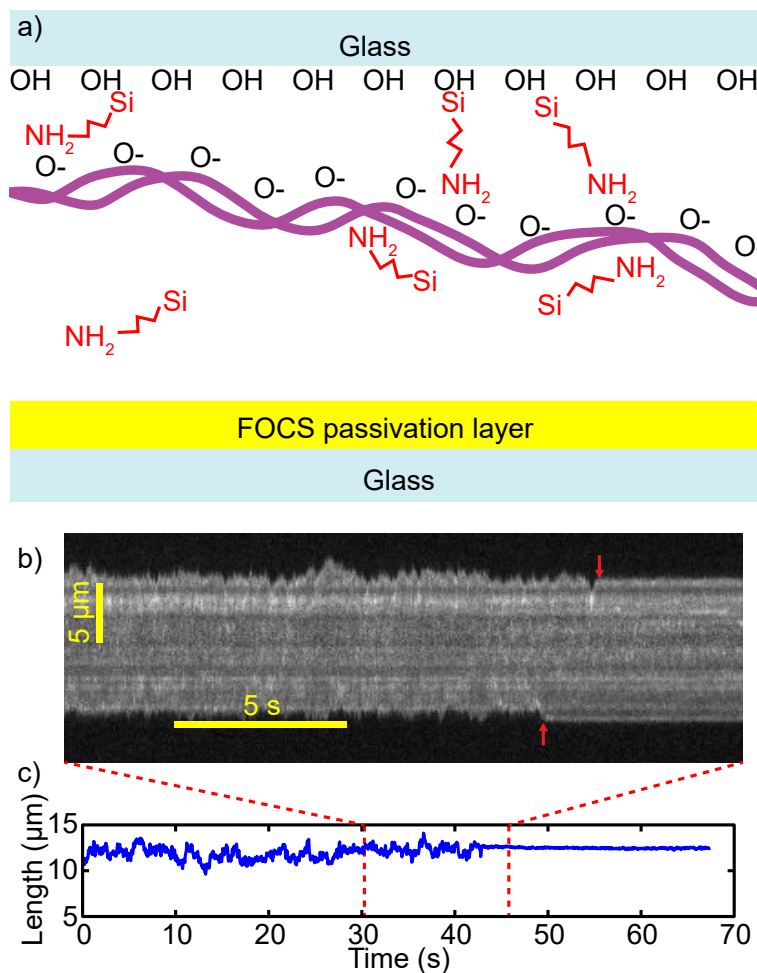 a)
Glass
OH OH OH OH OH OH OH OH OH OH OH
Si Si Si
NH2 NH2 NH2
O- O- O- O- O- O- O- O- O- O- O-
NH2 NH2
Si Si
Si
NH2
FOCS passivation layer
Glass
b)
5 µm
5 s
c)
Length (µm)
15
10
5
0 10 20 30 40 50 60 70
Time (s)